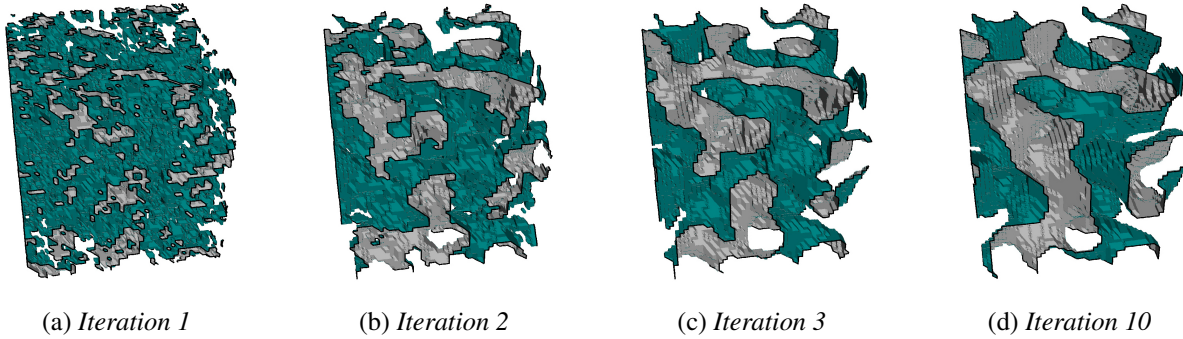 (a) Iteration 1
(b) Iteration 2
(c) Iteration 3
(d) Iteration 10